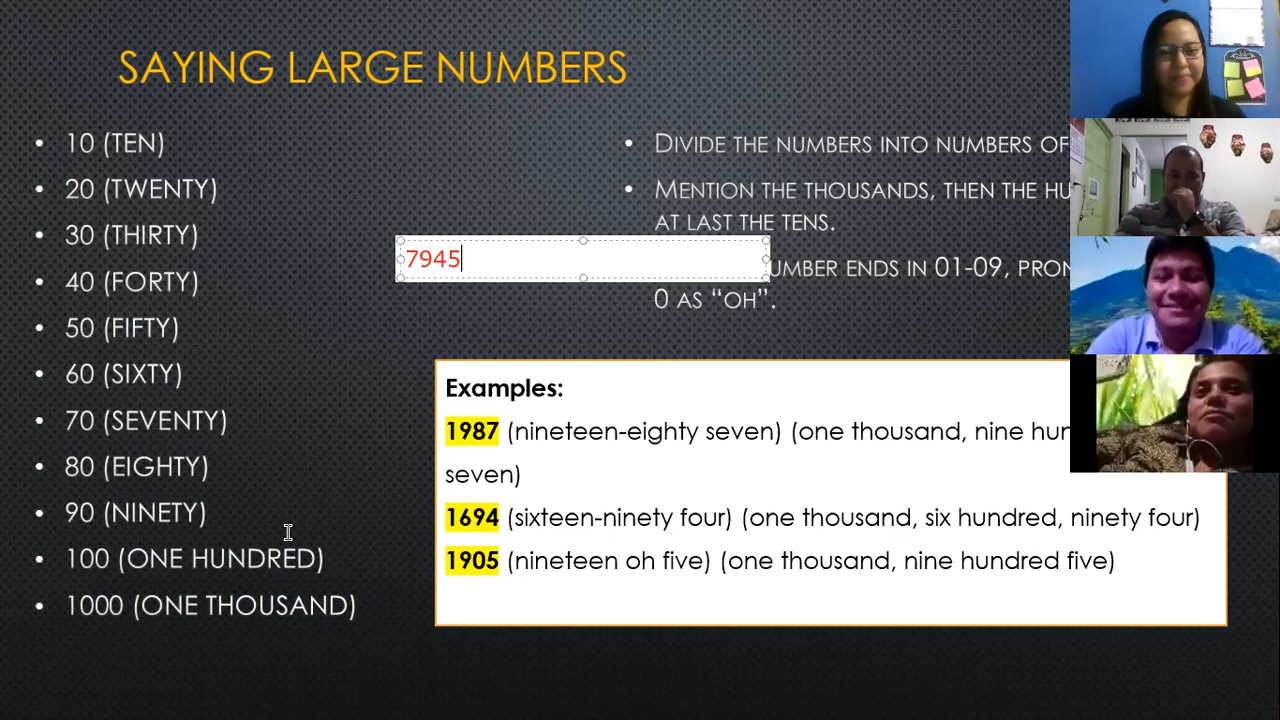 SAYING LARGE NUMBERS
• 10 (TEN)
• 20 (TWENTY)
• 30 (THIRTY)
• 40 (FORTY)
• 50 (FIFTY)
• 60 (SIXTY)
• 70 (SEVENTY)
• 80 (EIGHTY)
• 90 (NINETY)
• 100 (ONE HUNDRED)
• 1000 (ONE THOUSAND)
• DIVIDE THE NUMBERS INTO NUMBERS OF
• MENTION THE THOUSANDS, THEN THE
AT LAST THE TENS.
7945
ENDS IN 01-09,
0 AS “OH”.
Examples:
1987 (nineteen-eighty seven) (one thousand, nine
seven)
1694 (sixteen-ninety four) (one thousand, six hundred, ninety four)
1905 (nineteen oh five) (one thousand, nine hundred five)